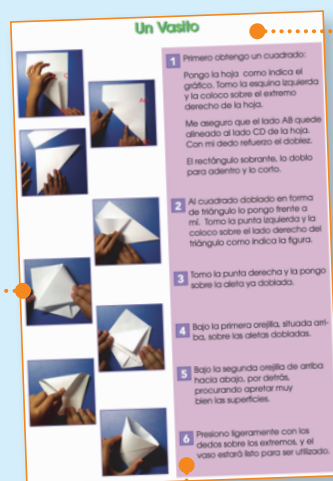 Un Vasito
1 Primero obtengo un cuadrado:
Pongo la hoja como indica el
gráfico. Tomo la esquina izquierda
y la coloco sobre el extremo
derecho de la hoja.
Me aseguro que el lado AB quede
alineado al lado CD de la hoja.
Con mi dedo refuerzo el doblez.
El rectángulo sobrante, lo doblo
para adentro y lo corto.
2 Al cuadrado doblado en forma
de triángulo lo pongo frente a
mí. Tomo la punta izquierda y la
coloco sobre el lado derecho del
triángulo como indica la figura.
3 Tomo la punta derecha y la pongo
sobre la aleta ya doblada.
4 Bajo la primera orejilla, situada arri-
ba, sobre las aletas dobladas.
5 Bajo la segunda orejilla de arriba
hacia abajo, por detrás,
procurando apretar muy
bien las superficies.
6 Presiono ligeramente con los
dedos sobre los extremos, y el
vaso estará listo para ser utilizado.